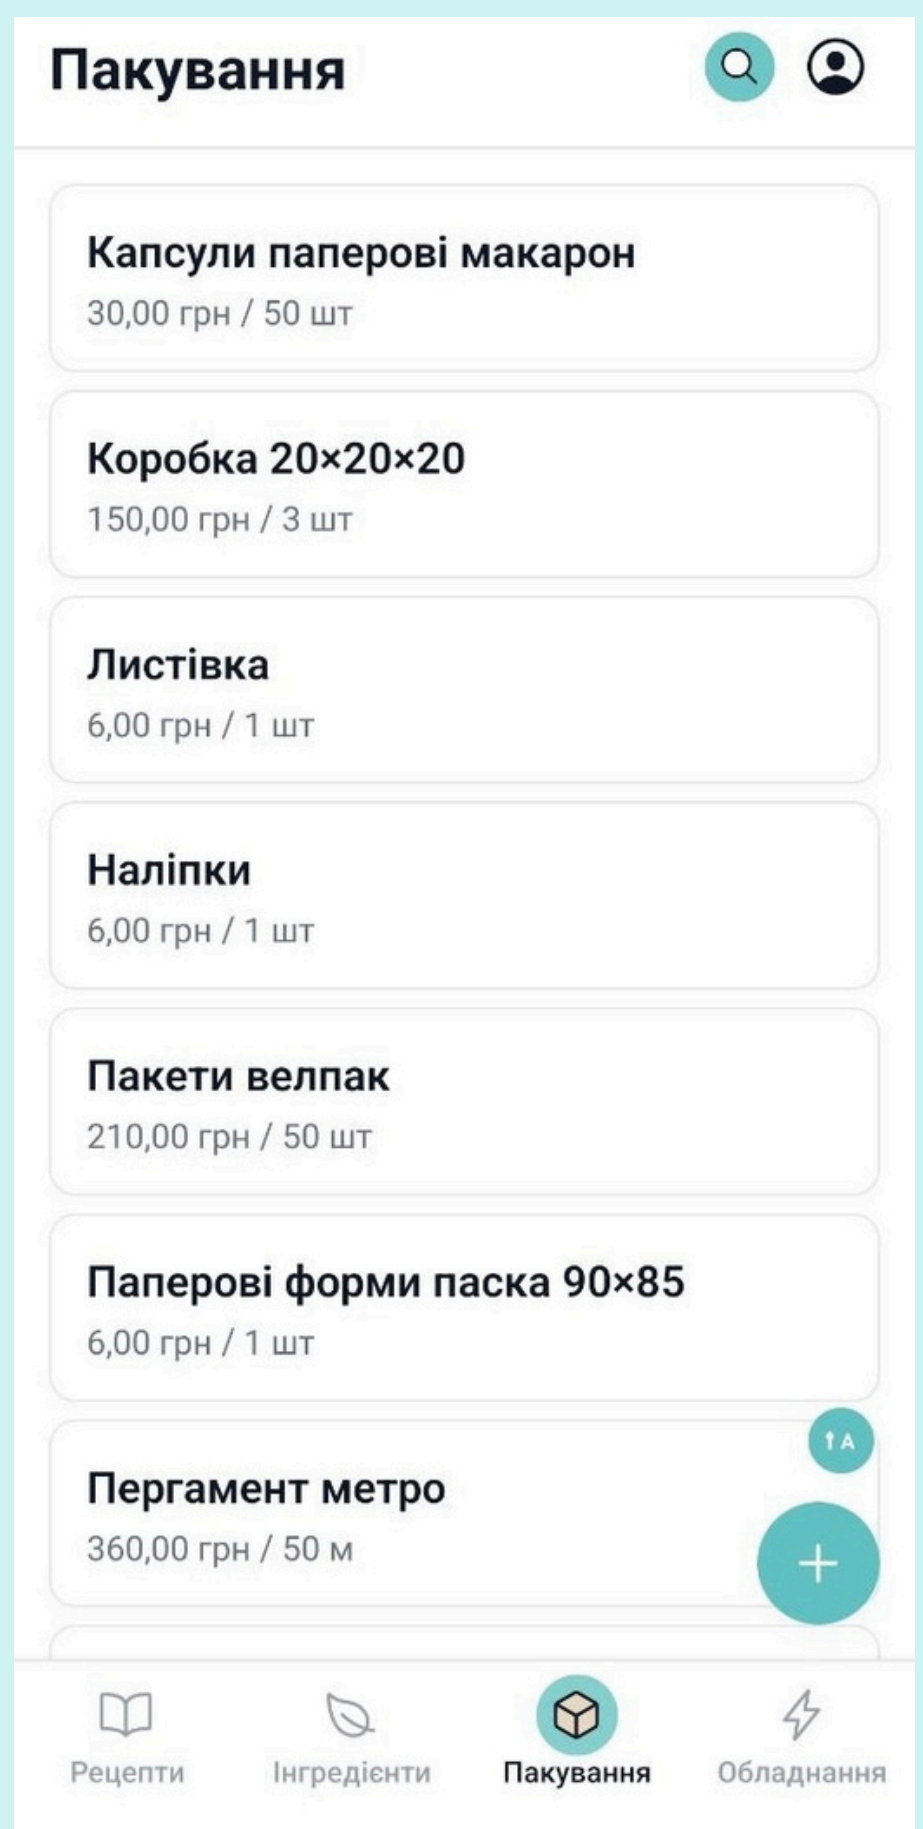 Пакування
Капсули паперові макарон
30,00 грн / 50 шт
Коробка 20×20×20
150,00 грн / 3 шт
Листівка
6,00 грн / 1 шт
Наліпки
6,00 грн / 1 шт
Пакети велпак
210,00 грн / 50 шт
Паперові форми паска 90×85
6,00 грн / 1 шт
↑ A
Пергамент метро
360,00 грн / 50 м
+
Рецепти
Інгредієнти
Пакування
Обладнання